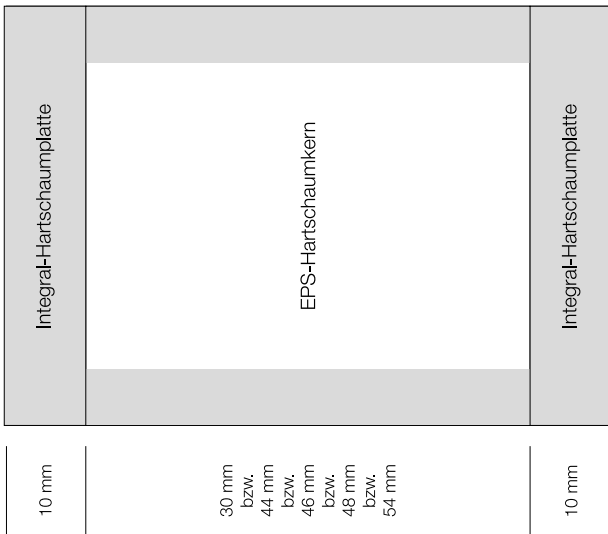 Integral-Hartschaumplatte
EPS-Hartschaumkern
Integral-Hartschaumplatte
10 mm
30 mm
bzw.
44 mm
bzw.
46 mm
bzw.
48 mm
bzw.
54 mm
10 mm